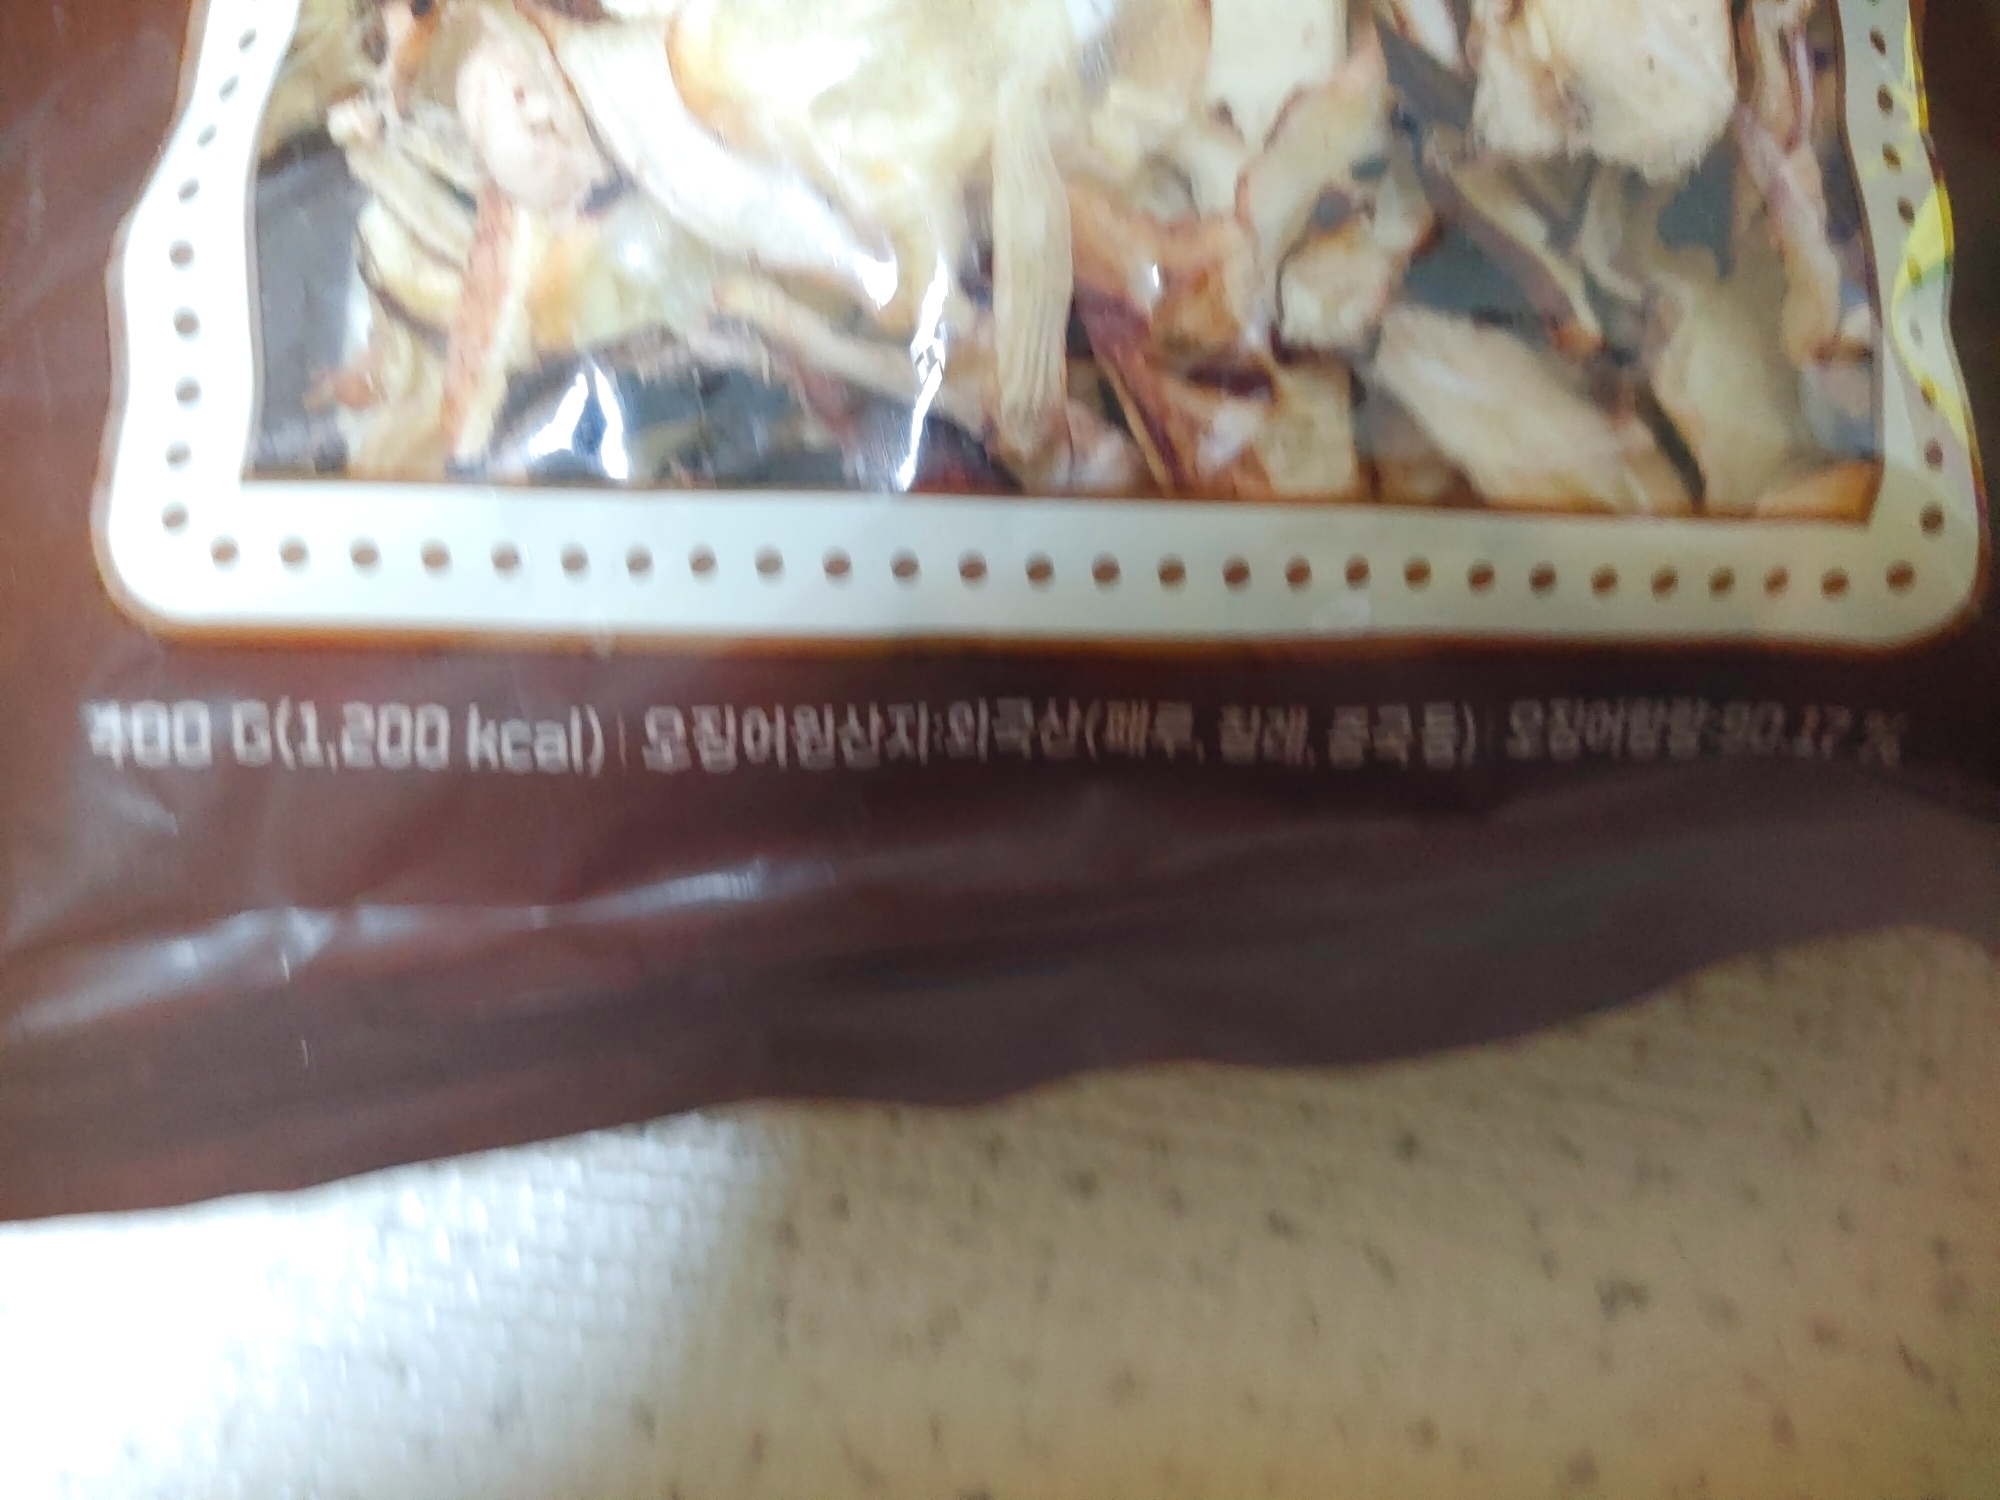 400 G(1,200 kcal) | 오징어원산지:외국산(페루, 칠레, 중국등) | 오징어함량:90.17 %